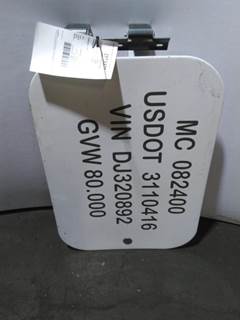 MC 082400
USDOT 3110416
VIN DJ320892
GVW 80.000